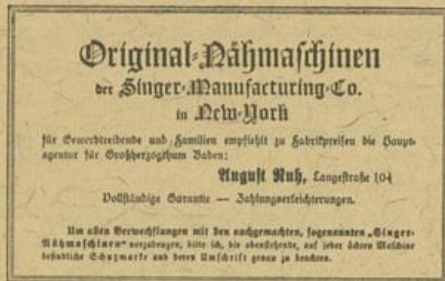 Original-Nähmaschinen
der Singer-Manufacturing-Co.
in New-York
für Gewerbtreibende und Familien empfiehlt zu Fabrikpreisen die Haupt-
agentur für Großherzogthum Baden:
August Ruh, Langestraße 104
Vollständige Garantie — Zahlungserleichterungen.
Um allen Verwechslungen mit den nachgemachten, sogenannten „Singer-
Nähmaschinen“ vorzubeugen, bitte ich, die obenstehende, auf jeder ächten Maschine
befindliche Schutzmarke und deren Umschrift genau zu beachten.